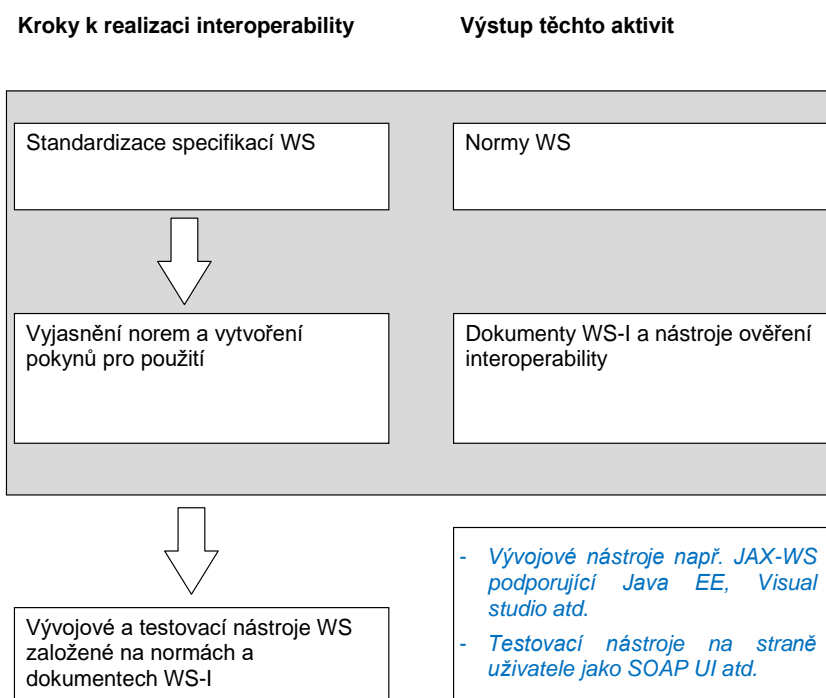 Kroky k realizaci interoperability
Výstup těchto aktivit
Standardizace specifikací WS
Normy WS
Vyjasnění norem a vytvoření
pokynů pro použití
Dokumenty WS-I a nástroje ověření
interoperability
- Vývojové nástroje např. JAX-WS
podporující Java EE, Visual
studio atd.
- Testovací nástroje na straně
uživatele jako SOAP UI atd.
Vývojové a testovací nástroje WS
založené na normách a
dokumentech WS-I